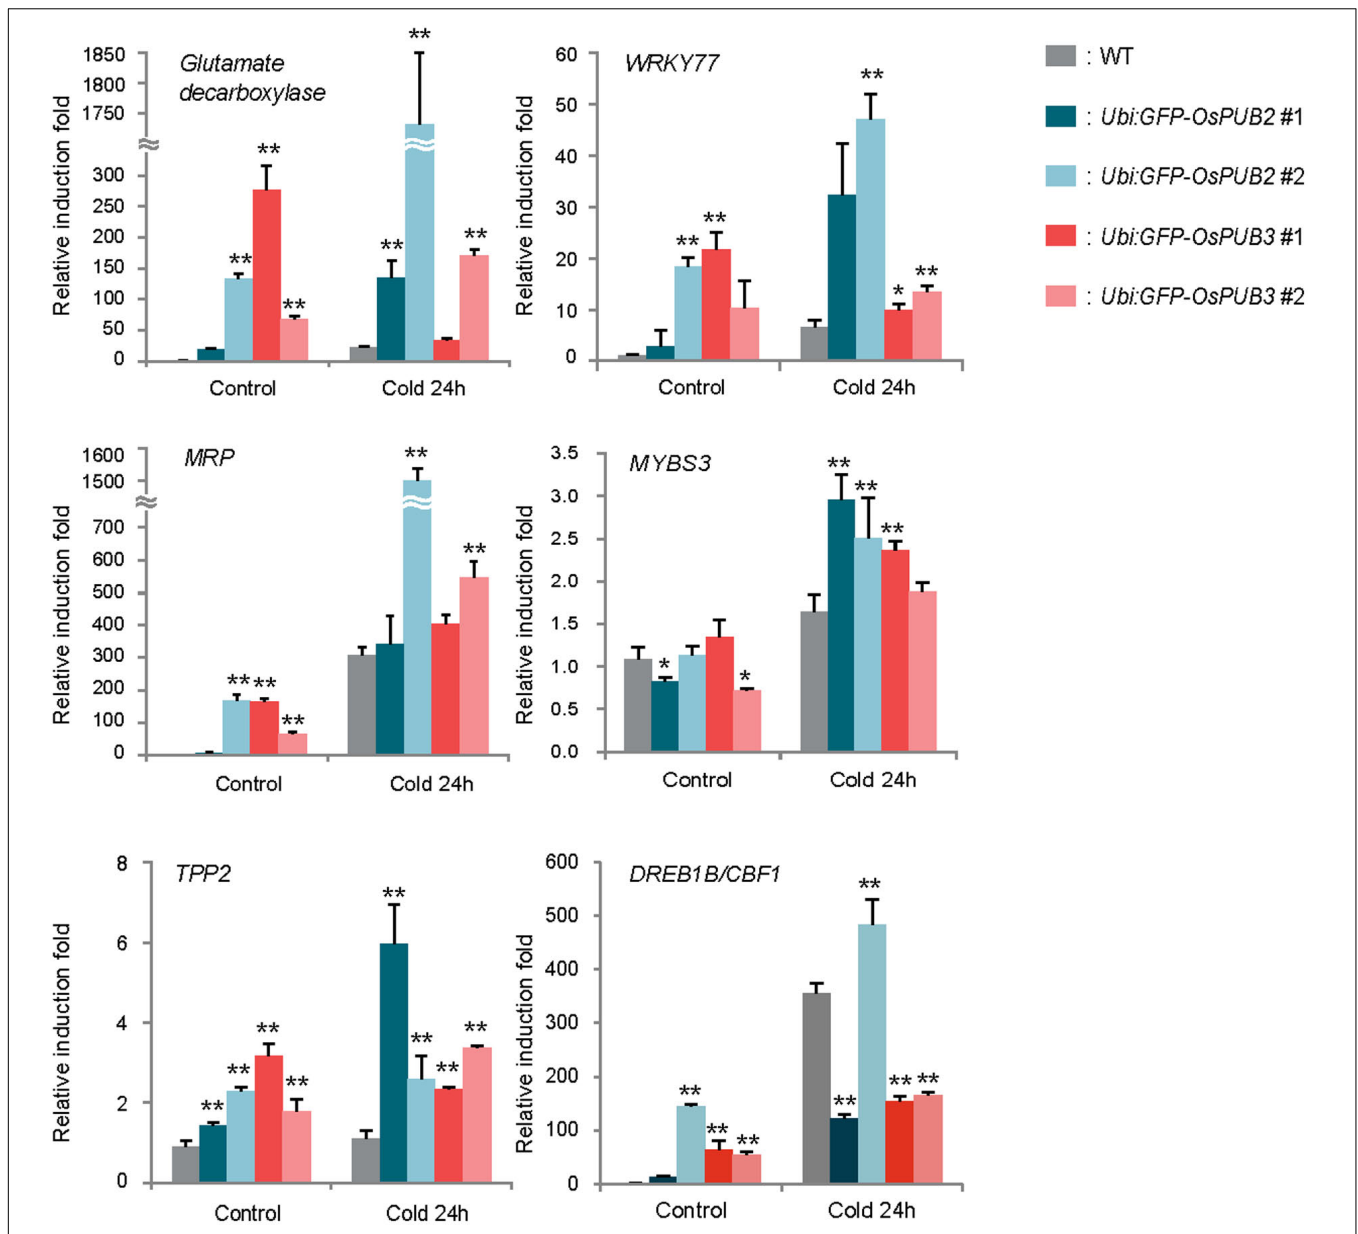 Glutamate
decarboxylase
Relative induction fold
1850
1800
1750
300
250
200
150
100
50
0
** ** ** ** ** **
Control
Cold 24h
WRKY77
Relative induction fold
60
50
40
30
20
10
0
** ** ** * **
Control
Cold 24h
: WT
: Ubi:GFP-OsPUB2 #1
: Ubi:GFP-OsPUB2 #2
: Ubi:GFP-OsPUB3 #1
: Ubi:GFP-OsPUB3 #2
MRP
Relative induction fold
1600
1500
700
600
500
400
300
200
100
0
** ** ** ** **
Control
Cold 24h
MYBS3
Relative induction fold
3.5
3.0
2.5
2.0
1.5
1.0
0.5
0.0
* * ** ** **
Control
Cold 24h
TPP2
Relative induction fold
8
6
4
2
0
** ** ** ** ** ** ** **
Control
Cold 24h
DREB1B/CBF1
Relative induction fold
600
500
400
300
200
100
0
** ** ** ** ** ** **
Control
Cold 24h